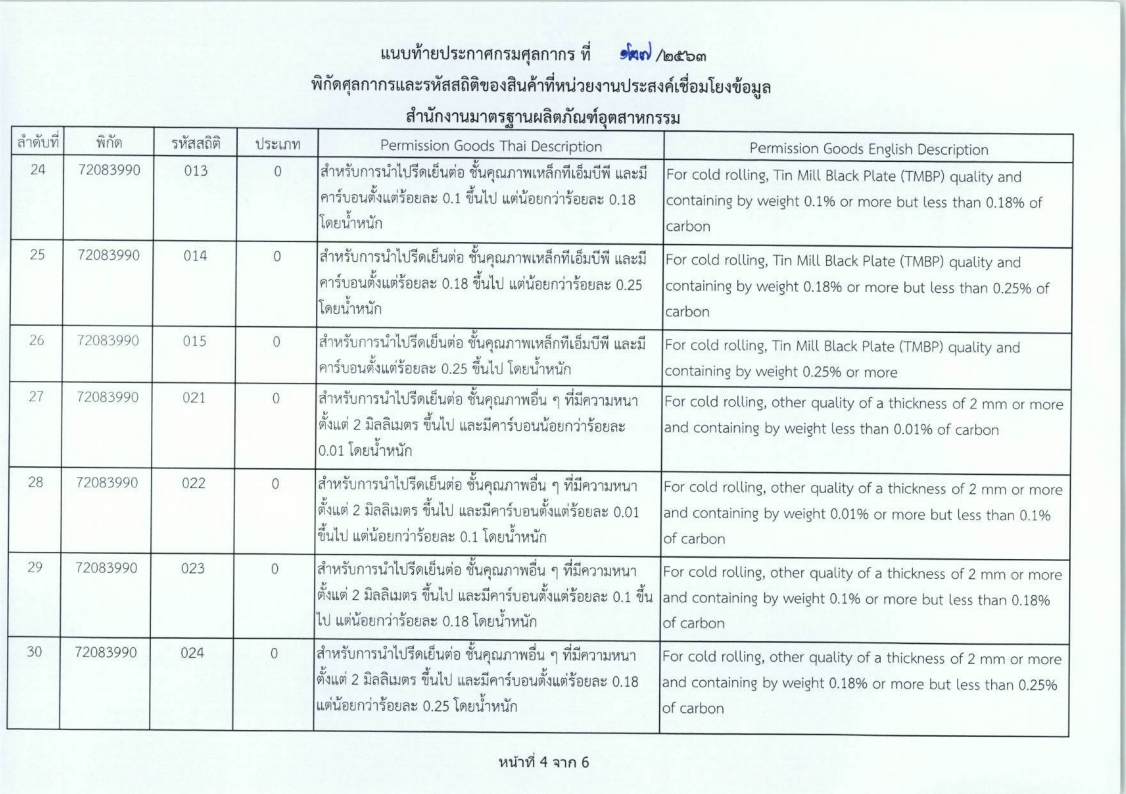 แนบท้ายประกาศกรมศุลกากร ที่ ๑๒๗/๒๕๖๓
พิกัดศุลกากรและรหัสสถิติของสินค้าที่หน่วยงานประสงค์เชื่อมโยงข้อมูล
สำนักงานมาตรฐานผลิตภัณฑ์อุตสาหกรรม
ลำดับที่ พิกัด รหัสสถิติ ประเภท Permission Goods Thai Description Permission Goods English Description
24 72083990 013 0 สำหรับการนำไปรีดเย็นต่อ ชั้นคุณภาพเหล็กทีเอ็มบีพี และมี
คาร์บอนตั้งแต่ร้อยละ 0.1 ขึ้นไป แต่น้อยกว่าร้อยละ 0.18
โดยน้ำหนัก
For cold rolling, Tin Mill Black Plate (TMBP) quality and
containing by weight 0.1% or more but less than 0.18% of
carbon
25 72083990 014 0 สำหรับการนำไปรีดเย็นต่อ ชั้นคุณภาพเหล็กทีเอ็มบีพี และมี
คาร์บอนตั้งแต่ร้อยละ 0.18 ขึ้นไป แต่น้อยกว่าร้อยละ 0.25
โดยน้ำหนัก
For cold rolling, Tin Mill Black Plate (TMBP) quality and
containing by weight 0.18% or more but less than 0.25% of
carbon
26 72083990 015 0 สำหรับการนำไปรีดเย็นต่อ ชั้นคุณภาพเหล็กทีเอ็มบีพี และมี
คาร์บอนตั้งแต่ร้อยละ 0.25 ขึ้นไป โดยน้ำหนัก
For cold rolling, Tin Mill Black Plate (TMBP) quality and
containing by weight 0.25% or more
27 72083990 021 0 สำหรับการนำไปรีดเย็นต่อ ชั้นคุณภาพอื่น ๆ ที่มีความหนา
ตั้งแต่ 2 มิลลิเมตร ขึ้นไป และมีคาร์บอนน้อยกว่าร้อยละ
0.01 โดยน้ำหนัก
For cold rolling, other quality of a thickness of 2 mm or more
and containing by weight less than 0.01% of carbon
28 72083990 022 0 สำหรับการนำไปรีดเย็นต่อ ชั้นคุณภาพอื่น ๆ ที่มีความหนา
ตั้งแต่ 2 มิลลิเมตร ขึ้นไป และมีคาร์บอนตั้งแต่ร้อยละ 0.01
ขึ้นไป แต่น้อยกว่าร้อยละ 0.1 โดยน้ำหนัก
For cold rolling, other quality of a thickness of 2 mm or more
and containing by weight 0.01% or more but less than 0.1%
of carbon
29 72083990 023 0 สำหรับการนำไปรีดเย็นต่อ ชั้นคุณภาพอื่น ๆ ที่มีความหนา
ตั้งแต่ 2 มิลลิเมตร ขึ้นไป และมีคาร์บอนตั้งแต่ร้อยละ 0.1 ขึ้น
ไป แต่น้อยกว่าร้อยละ 0.18 โดยน้ำหนัก
For cold rolling, other quality of a thickness of 2 mm or more
and containing by weight 0.1% or more but less than 0.18%
of carbon
30 72083990 024 0 สำหรับการนำไปรีดเย็นต่อ ชั้นคุณภาพอื่น ๆ ที่มีความหนา
ตั้งแต่ 2 มิลลิเมตร ขึ้นไป และมีคาร์บอนตั้งแต่ร้อยละ 0.18
แต่น้อยกว่าร้อยละ 0.25 โดยน้ำหนัก
For cold rolling, other quality of a thickness of 2 mm or more
and containing by weight 0.18% or more but less than 0.25%
of carbon
หน้าที่ 4 จาก 6